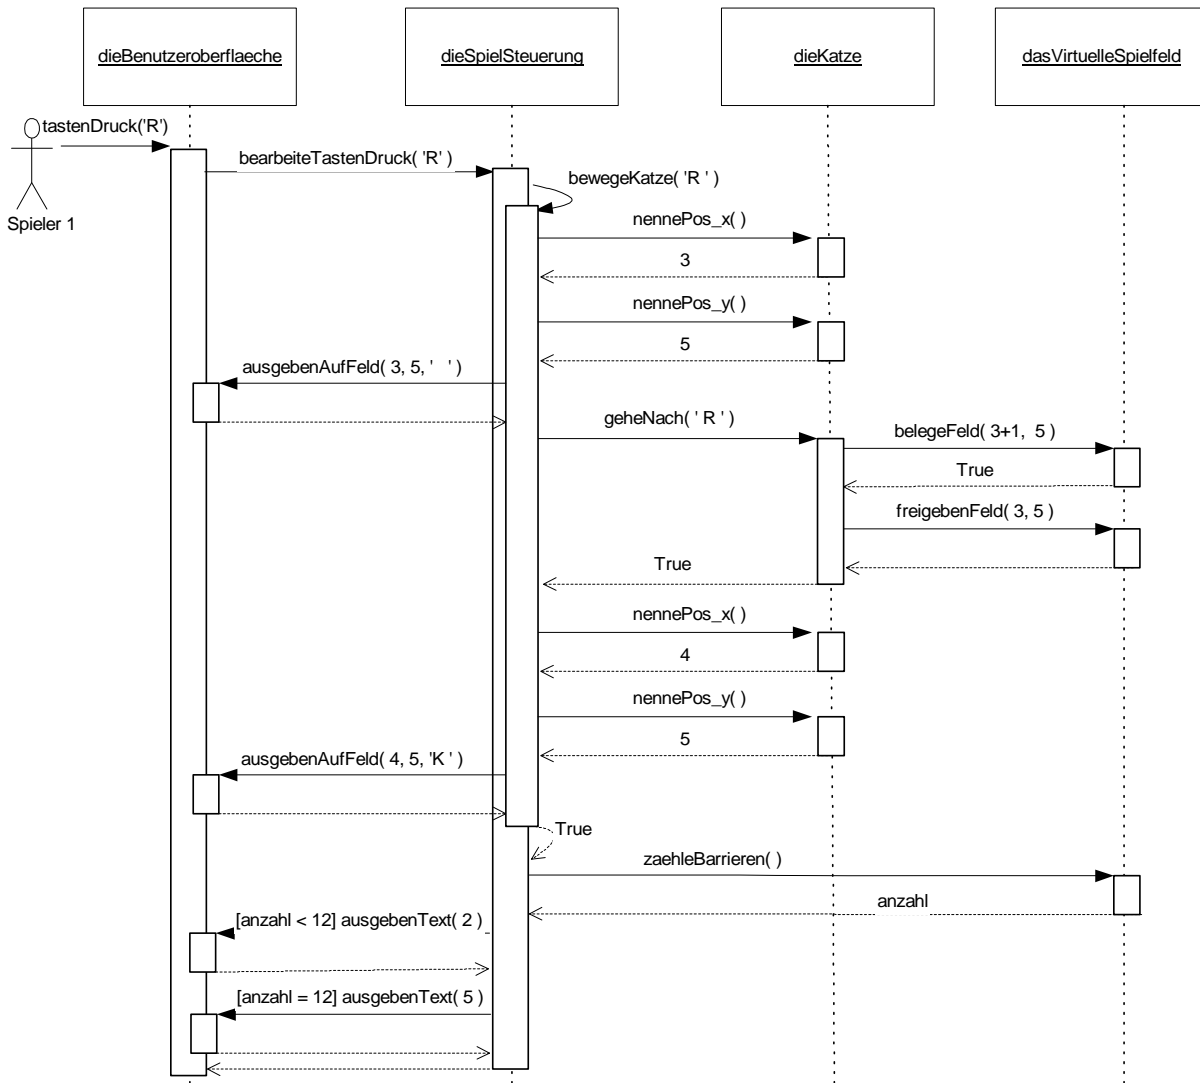 dieBenutzeroberflaeche
dieSpielSteuerung
dieKatze
dasVirtuelleSpielfeld
tastenDruck('R')
Spieler 1
bearbeiteTastenDruck( 'R' )
bewegeKatze( 'R ' )
nennePos_x( )
3
nennePos_y( )
5
ausgebenAufFeld( 3, 5, '   ' )
geheNach( ' R ' )
belegeFeld( 3+1,  5 )
True
freigebenFeld( 3, 5 )
True
nennePos_x( )
4
nennePos_y( )
5
ausgebenAufFeld( 4, 5, 'K ' )
True
zaehleBarrieren( )
anzahl
[anzahl < 12] ausgebenText( 2 )
[anzahl = 12] ausgebenText( 5 )